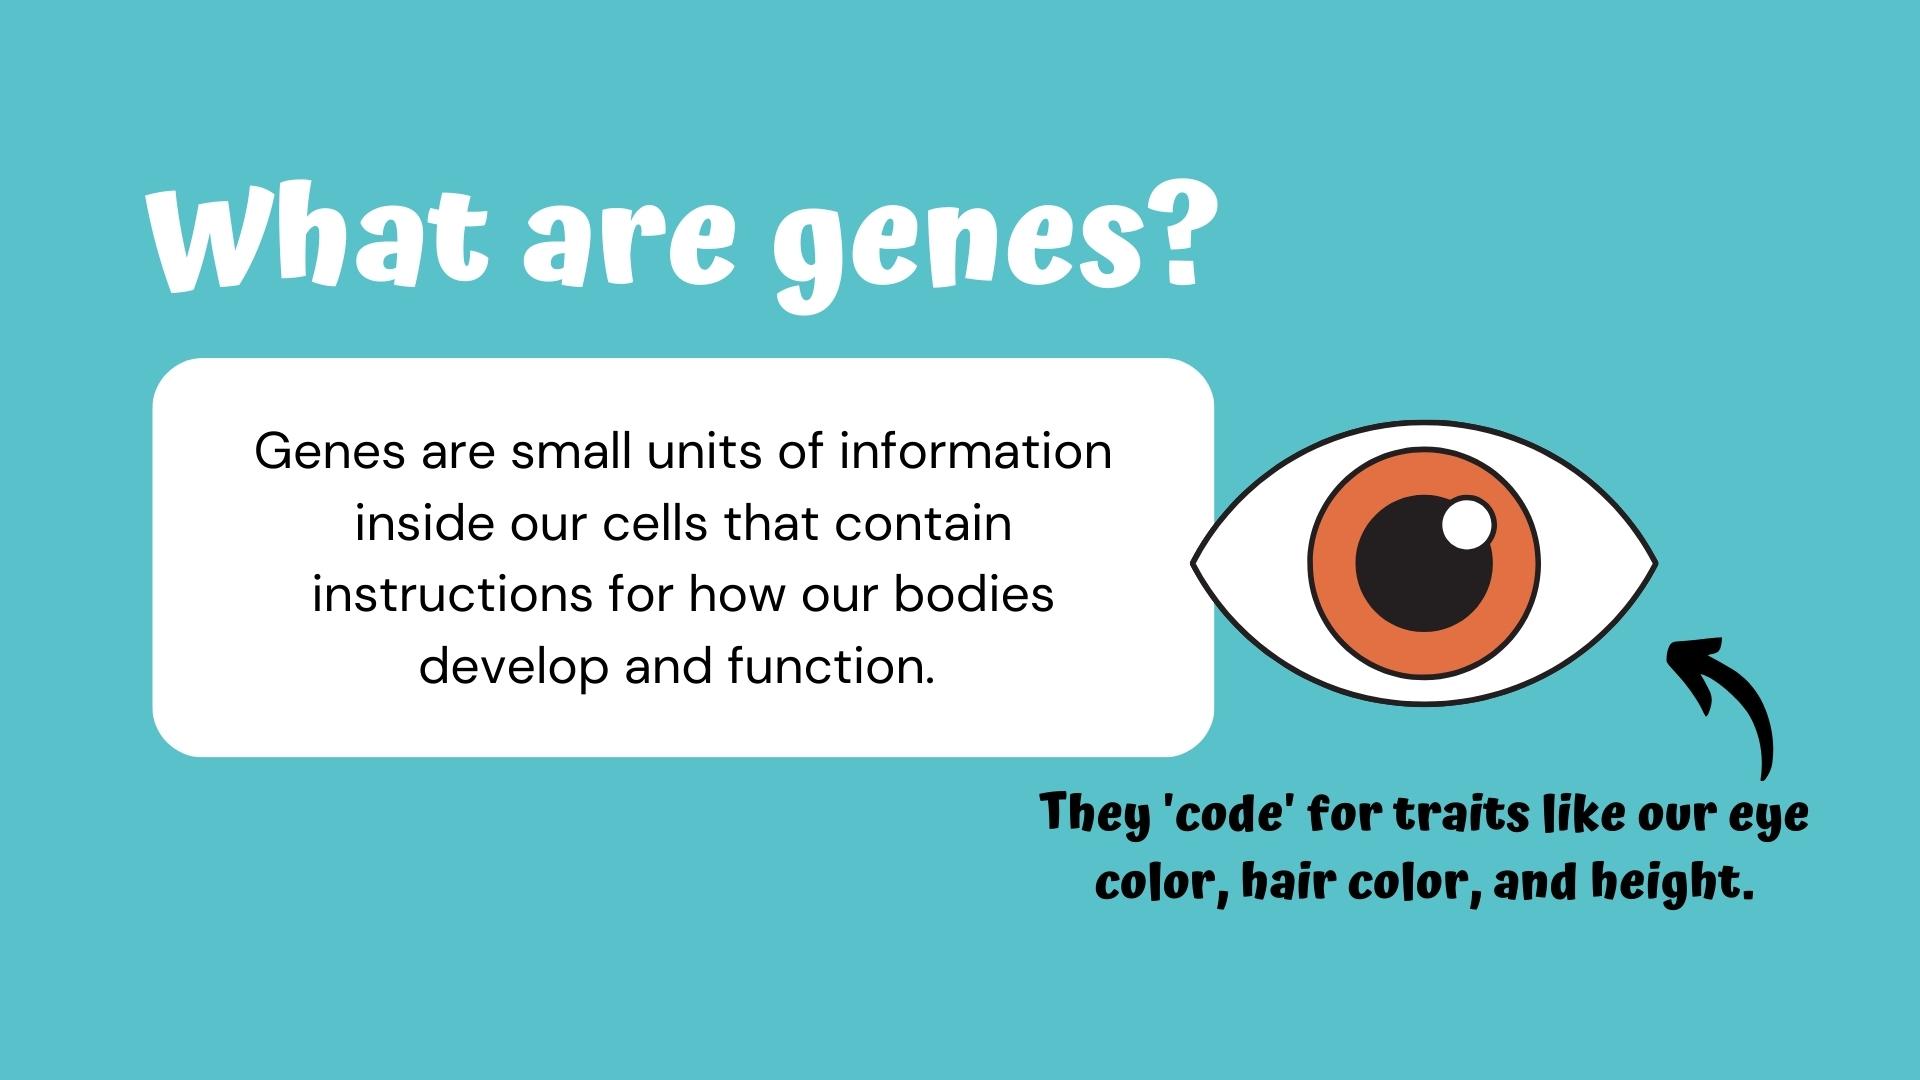 What are genes?
Genes are small units of information
inside our cells that contain
instructions for how our bodies
develop and function.
They 'code' for traits like our eye
color, hair color, and height.